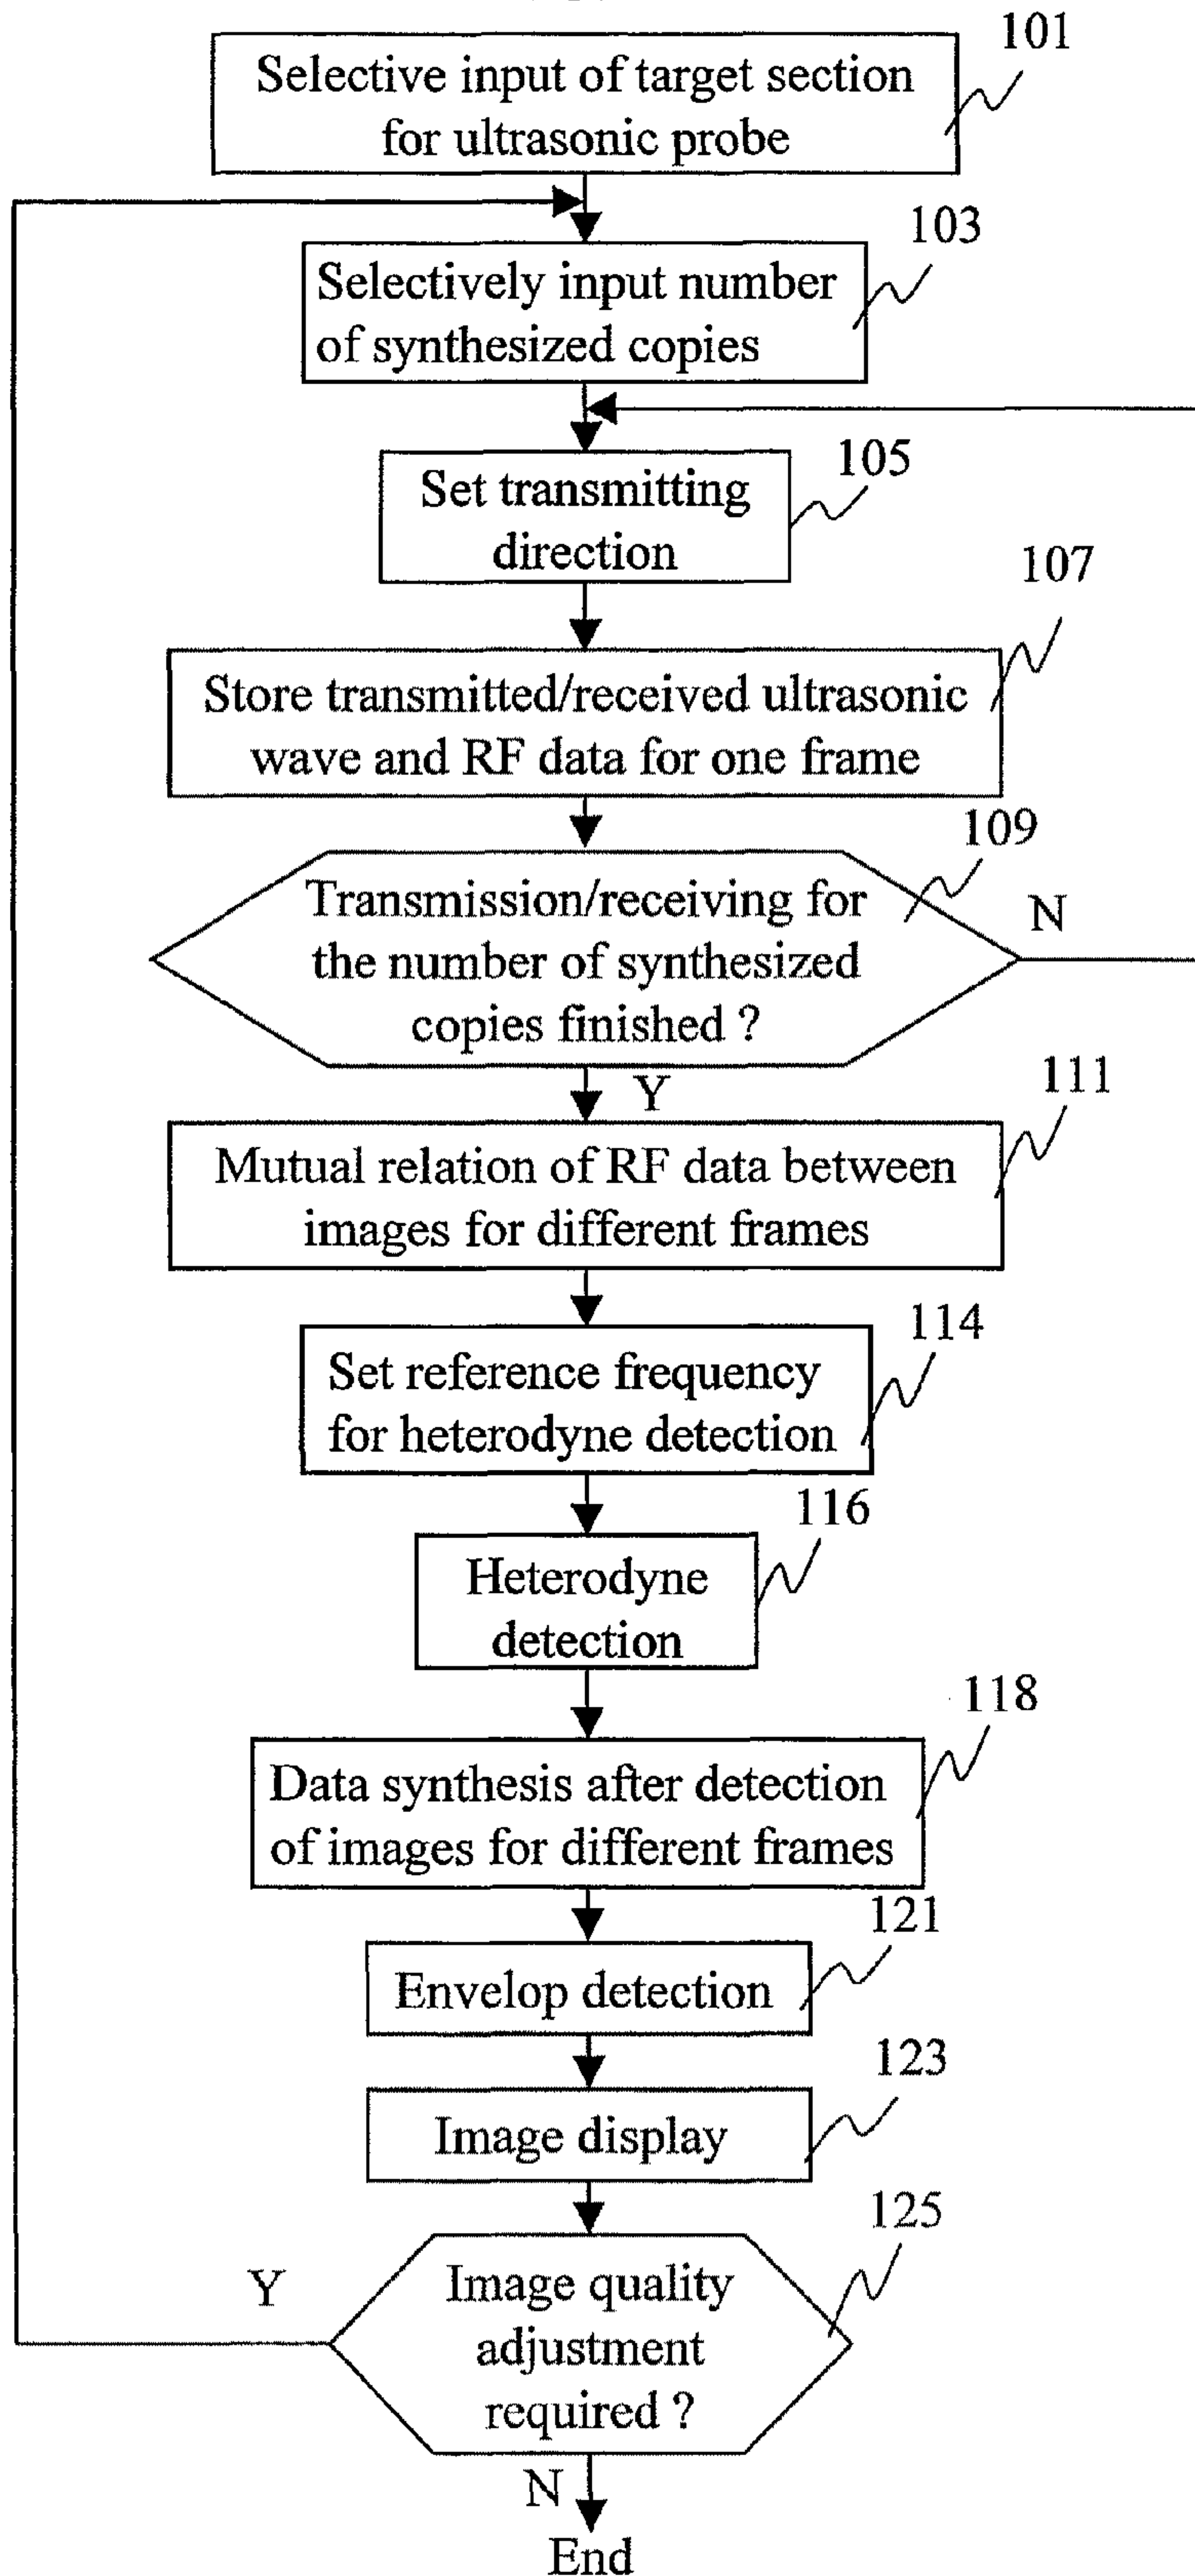 101
Selective input of target section
for ultrasonic probe
103
Selectively input number
of synthesized copies
105
Set transmitting
direction
107
Store transmitted/received ultrasonic
wave and RF data for one frame
109
Transmission/receiving for
the number of synthesized
copies finished ?
N
Y
111
Mutual relation of RF data between
images for different frames
114
Set reference frequency
for heterodyne detection
116
Heterodyne
detection
118
Data synthesis after detection
of images for different frames
121
Envelop detection
123
Image display
125
Y
Image quality
adjustment
required ?
N
End